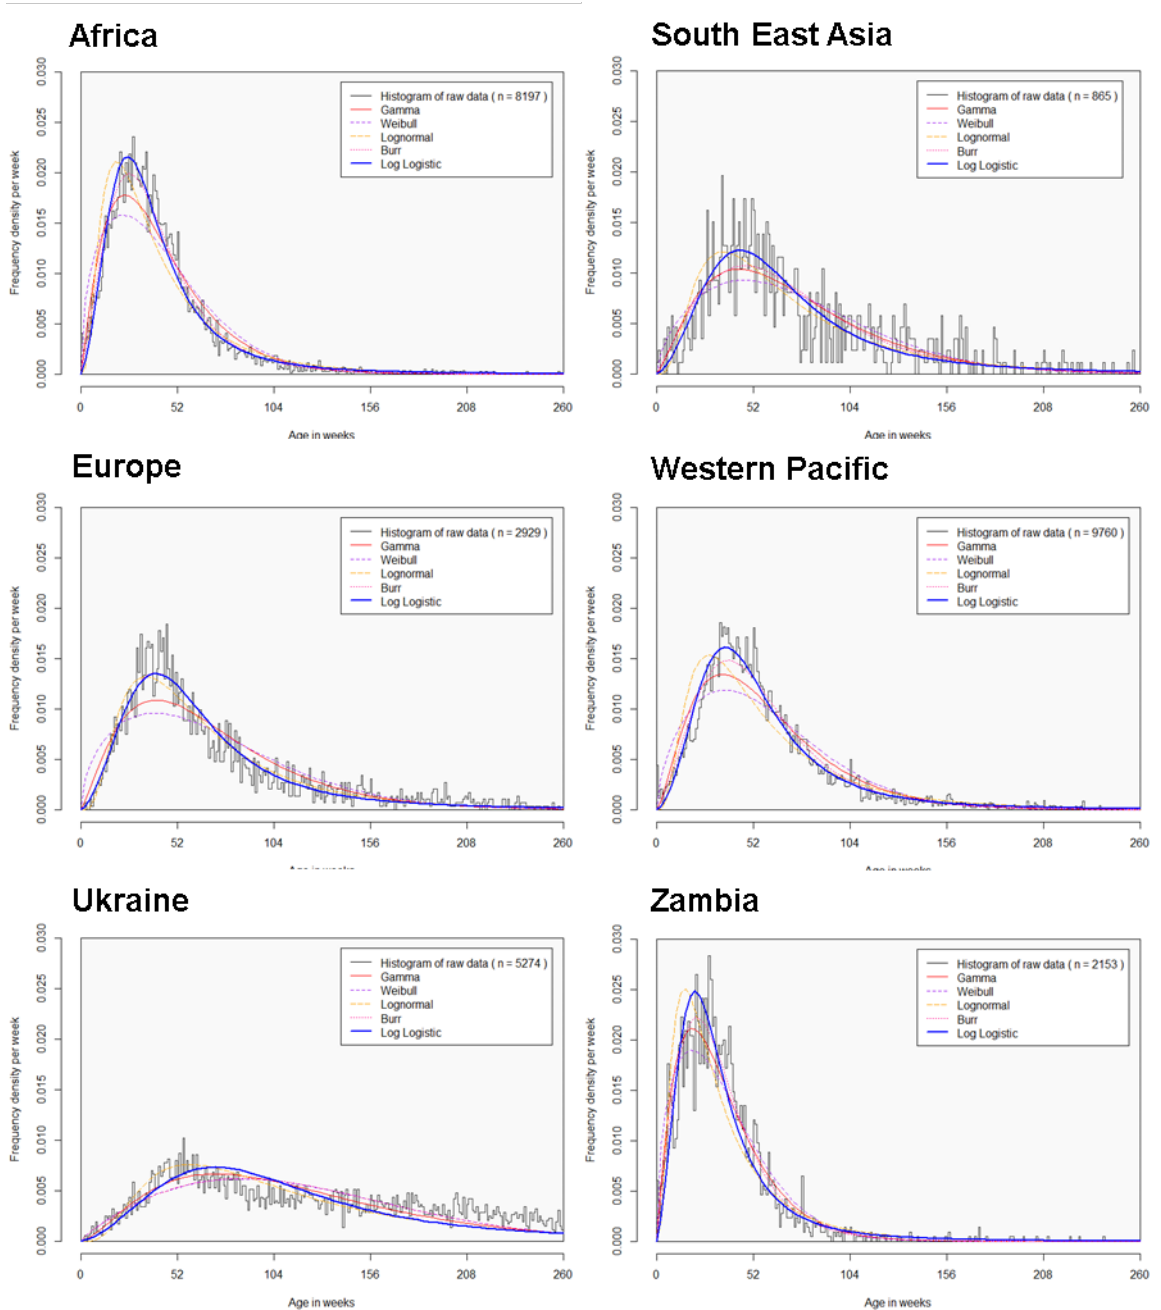 Africa
0.000 0.005 0.010 0.015 0.020 0.025 0.030
Frequency density per week
Histogram of raw data ( n = 8197 )
Gamma
Weibull
Lognormal
Burr
Log Logistic
0 52 104 156 208 260
Age in weeks
South East Asia
0.000 0.005 0.010 0.015 0.020 0.025 0.030
Frequency density per week
Histogram of raw data ( n = 865 )
Gamma
Weibull
Lognormal
Burr
Log Logistic
0 52 104 156 208 260
Age in weeks
Europe
0.000 0.005 0.010 0.015 0.020 0.025 0.030
Frequency density per week
Histogram of raw data ( n = 2929 )
Gamma
Weibull
Lognormal
Burr
Log Logistic
0 52 104 156 208 260
Age in weeks
Western Pacific
0.000 0.005 0.010 0.015 0.020 0.025 0.030
Frequency density per week
Histogram of raw data ( n = 9760 )
Gamma
Weibull
Lognormal
Burr
Log Logistic
0 52 104 156 208 260
Age in weeks
Ukraine
0.000 0.005 0.010 0.015 0.020 0.025 0.030
Frequency density per week
Histogram of raw data ( n = 5274 )
Gamma
Weibull
Lognormal
Burr
Log Logistic
0 52 104 156 208 260
Age in weeks
Zambia
0.000 0.005 0.010 0.015 0.020 0.025 0.030
Frequency density per week
Histogram of raw data ( n = 2153 )
Gamma
Weibull
Lognormal
Burr
Log Logistic
0 52 104 156 208 260
Age in weeks